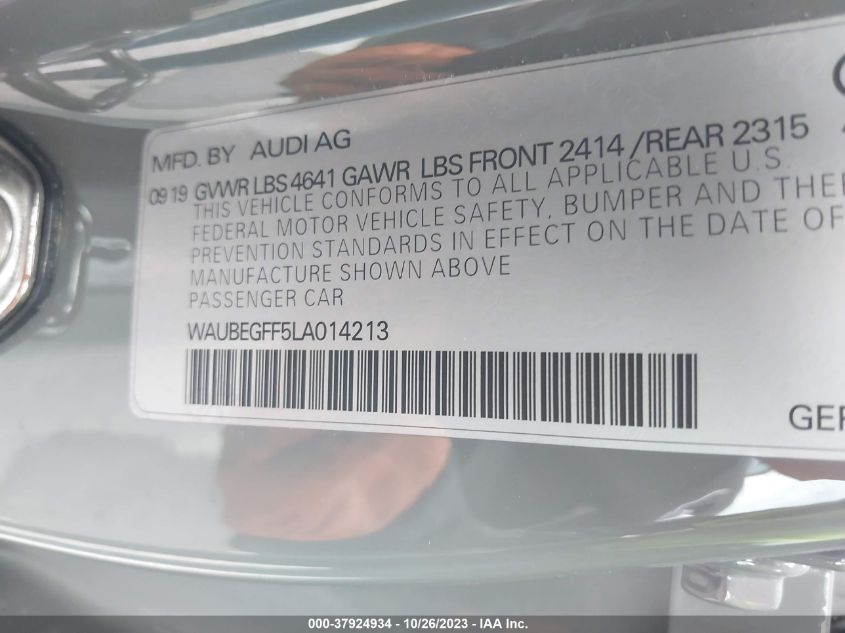 MFD. BY AUDI AG
09 19 GVWR LBS 4641 GAWR LBS FRONT 2414 / REAR 2315
THIS VEHICLE CONFORMS TO ALL APPLICABLE U.S.
FEDERAL MOTOR VEHICLE SAFETY, BUMPER AND
PREVENTION STANDARDS IN EFFECT ON THE DATE OF
MANUFACTURE SHOWN ABOVE
PASSENGER CAR
WAUBEGFF5LA014213
000-37924934 - 10/26/2023 - IAA Inc.